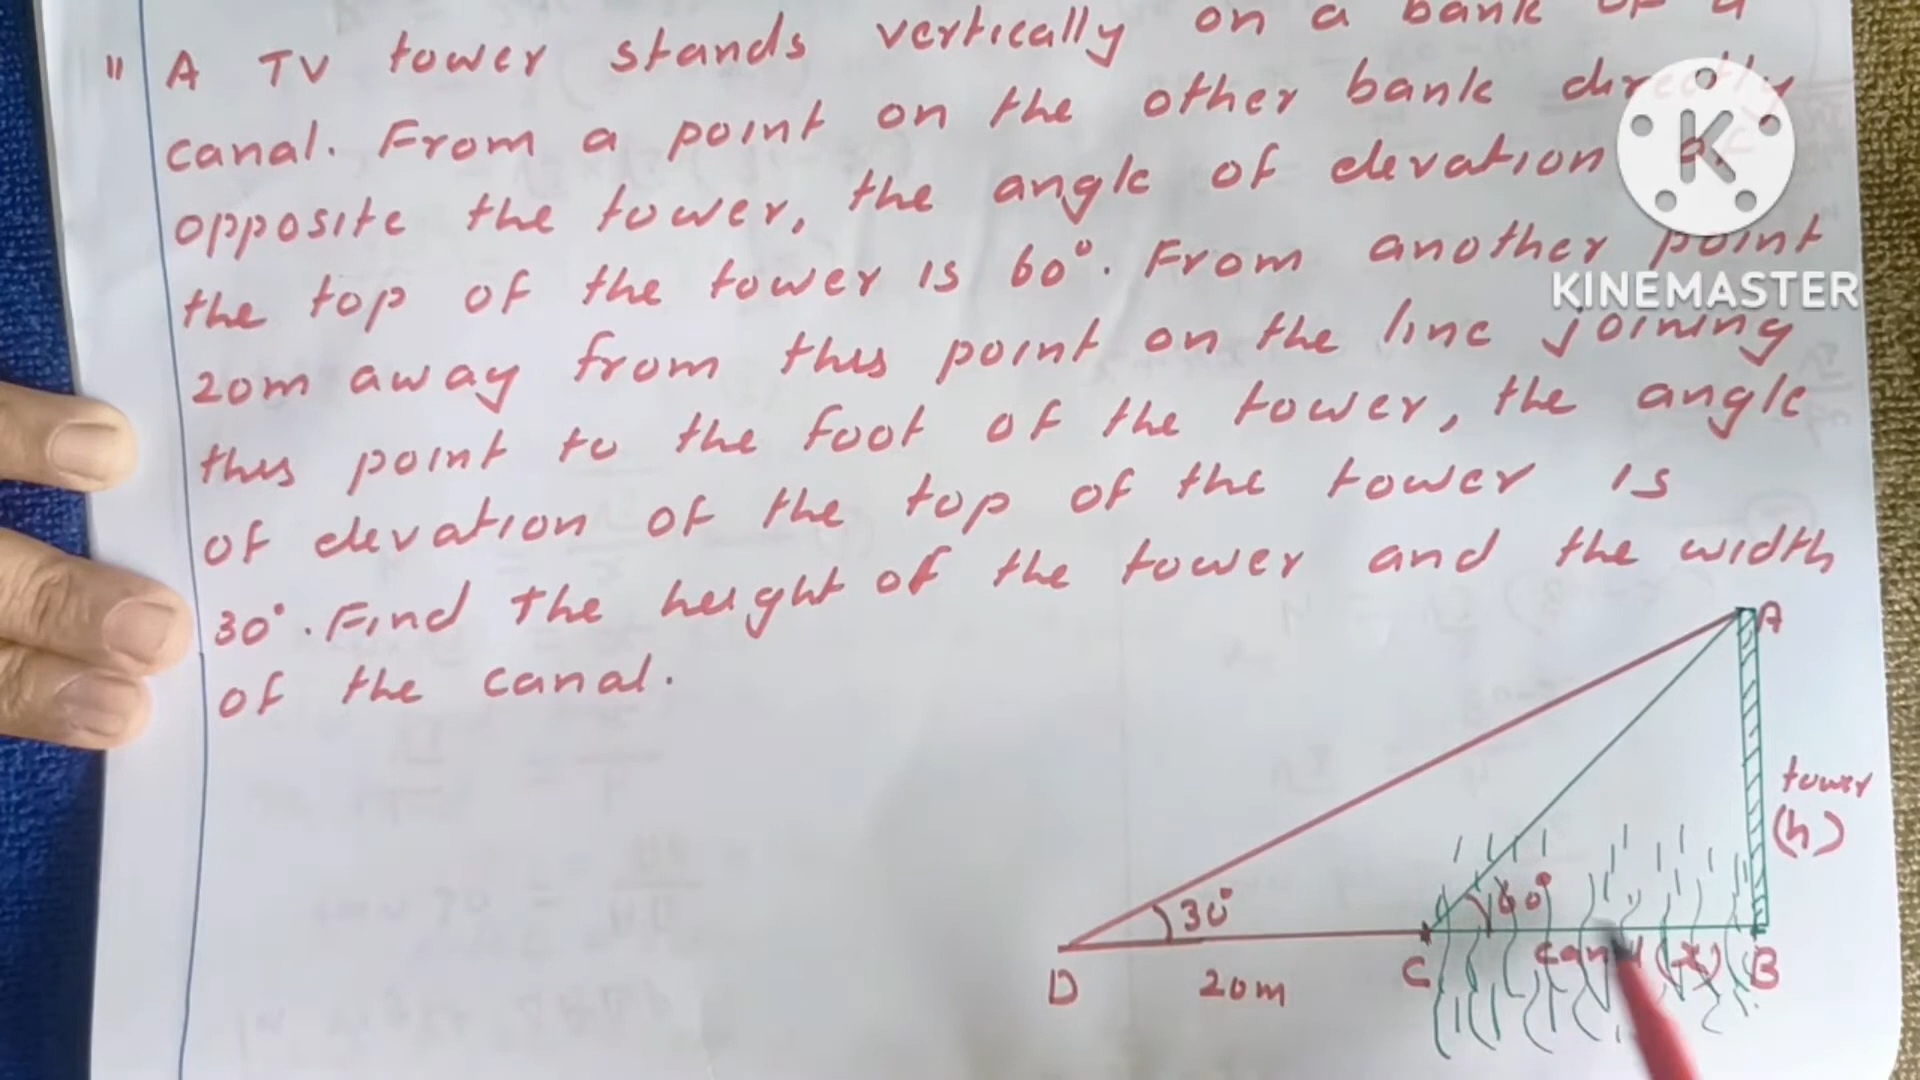 11 A TV tower stands vertically on a bank of a
canal. From a point on the other bank directly
opposite the tower, the angle of elevation of
the top of the tower is 60°. From another point
20m away from this point on the line joining
this point to the foot of the tower, the angle
of elevation of the top of the tower is
30°. Find the height of the tower and the width
of the canal.
K
KINEMASTER
A
tower
(h)
30°
60°
D
20m
C
canal (x)
B